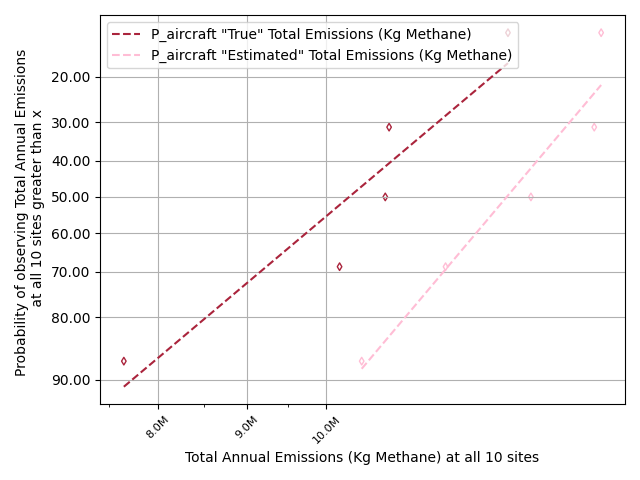 P_aircraft "True" Total Emissions (Kg Methane)
P_aircraft "Estimated" Total Emissions (Kg Methane)
Probability of observing Total Annual Emissions
at all 10 sites greater than x
20.00
30.00
40.00
50.00
60.00
70.00
80.00
90.00
8.0M
9.0M
10.0M
Total Annual Emissions (Kg Methane) at all 10 sites